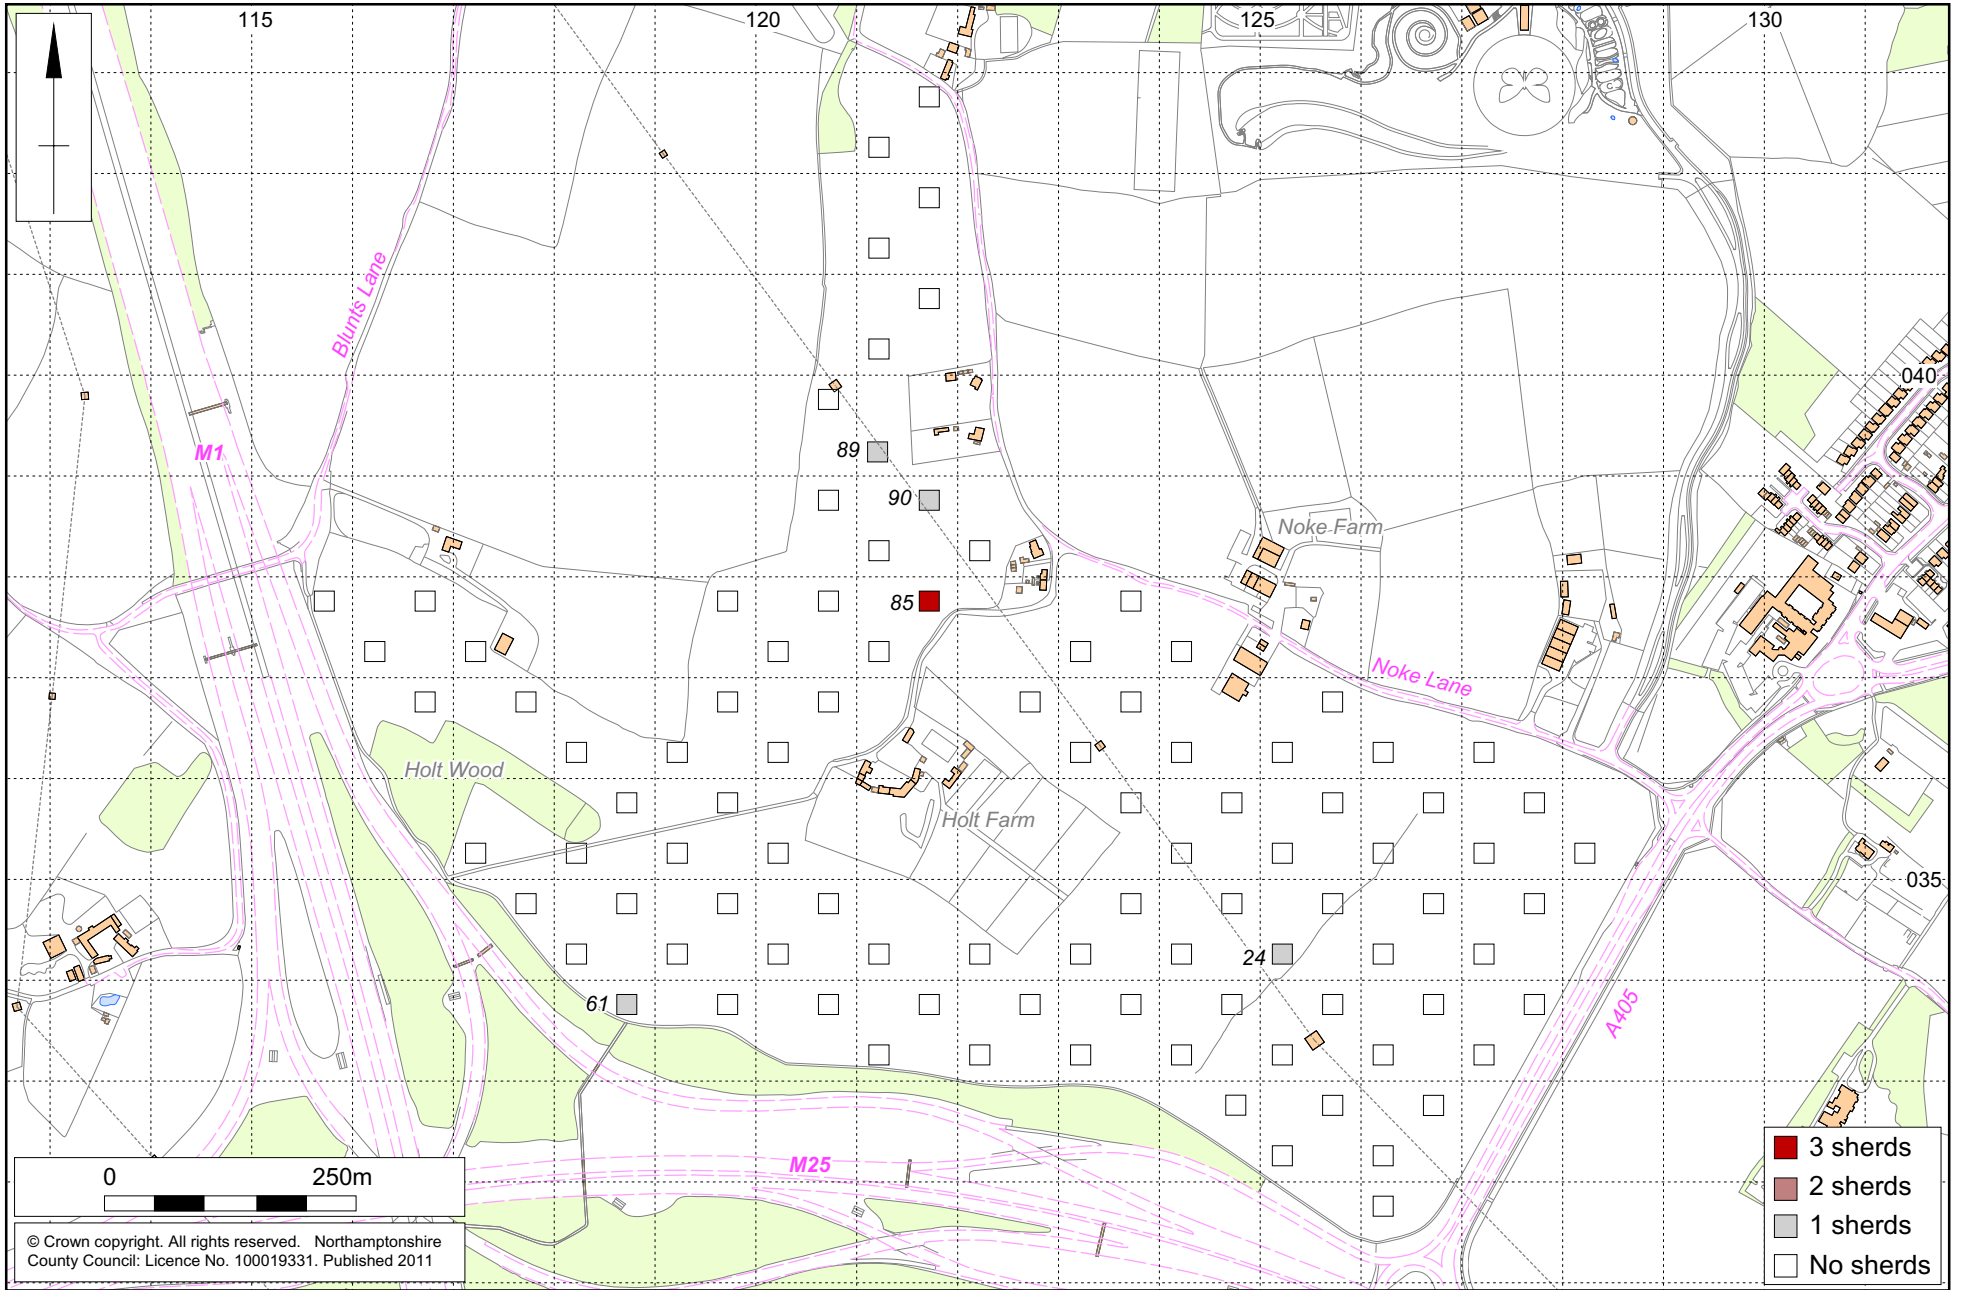 115
120
125
130
BOUNTIFUL
Blunts Lane
040
M1
89
90
Noke Farm
85
Noke Lane
Holt Wood
Holt Farm
035
24
61
A405
M25
0 250m
3 sherds
2 sherds
1 sherds
No sherds
© Crown copyright. All rights reserved. Northamptonshire
County Council: Licence No. 100019331. Published 2011